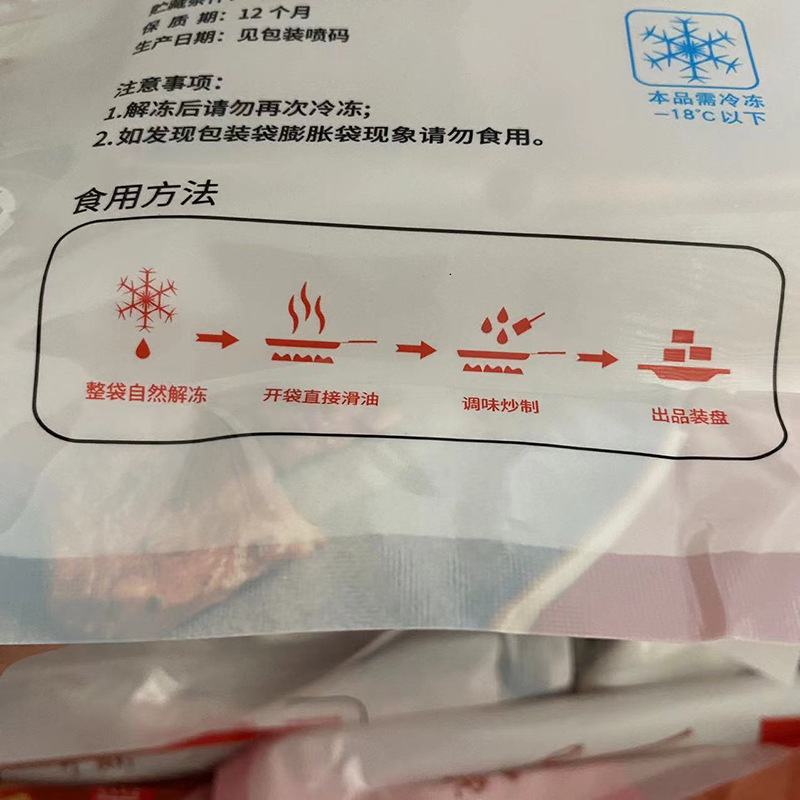 贮藏条件:
保 质 期：12 个月
生产日期：见包装喷码
本品需冷冻
-18°C以下
注意事项：
1.解冻后请勿再次冷冻;
2.如发现包装袋膨胀袋现象请勿食用。
食用方法
整袋自然解冻
开袋直接滑油
调味炒制
出品装盘